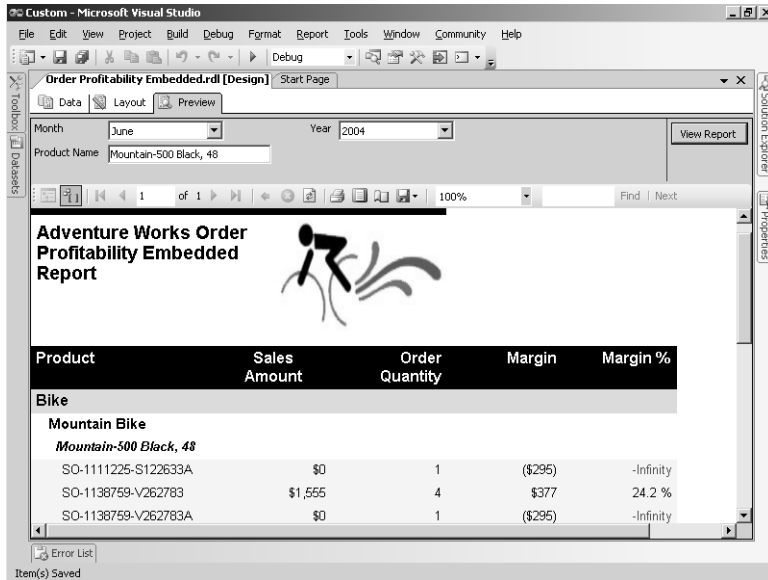 Custom - Microsoft Visual Studio
File Edit View Project Build Debug Format Report Tools Window Community Help
Debug
Order Profitability Embedded.rdl [Design] Start Page
Data Layout Preview
Month June Year 2004 View Report
Product Name Mountain-500 Black, 48
1 of 1 100% Find | Next
Toolbox
Datasets
Solution Explorer
Properties
Adventure Works Order
Profitability Embedded
Report
Product Sales Amount Order Quantity Margin Margin %
Bike
Mountain Bike
Mountain-500 Black, 48
SO-1111225-S122633A $0 1 ($295) -Infinity
SO-1138759-V262783 $1,555 4 $377 24.2 %
SO-1138759-V262783A $0 1 ($295) -Infinity
Error List
Item(s) Saved